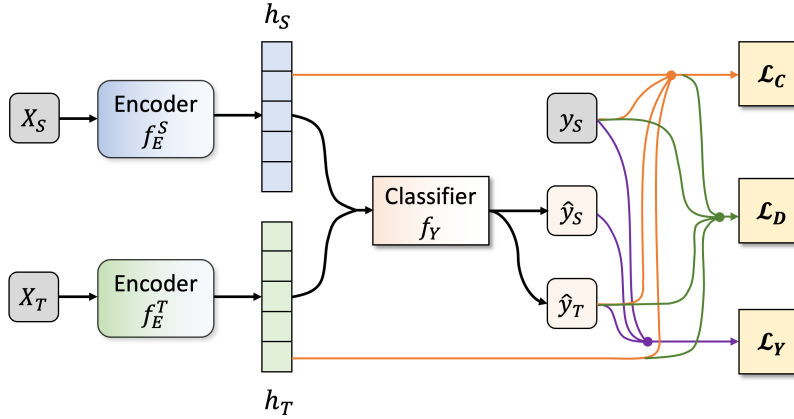 h_S
X_S
Encoder
f_E^S
y_S
ℒ_C
Classifier
f_Y
ŷ_S
ℒ_D
X_T
Encoder
f_E^T
ŷ_T
ℒ_Y
h_T